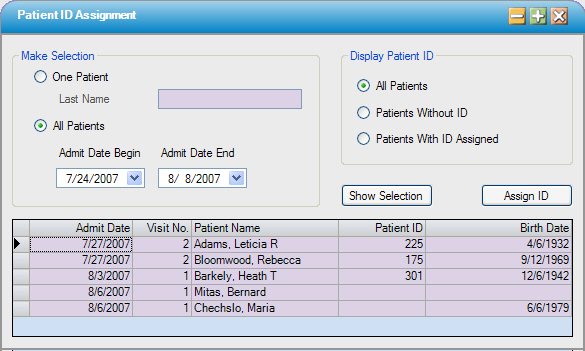 Patient ID Assignment
Make Selection
One Patient
Last Name
All Patients
Admit Date Begin Admit Date End
7/24/2007 8/ 8/2007
Display Patient ID
All Patients
Patients Without ID
Patients With ID Assigned
Show Selection Assign ID
Admit Date Visit No. Patient Name Patient ID Birth Date
7/27/2007 2 Adams, Leticia R 225 4/6/1932
7/27/2007 2 Bloomwood, Rebecca 175 9/12/1969
8/3/2007 1 Barkely, Heath T 301 12/6/1942
8/6/2007 1 Mitas, Bernard
8/6/2007 1 Chechslo, Maria 6/6/1979